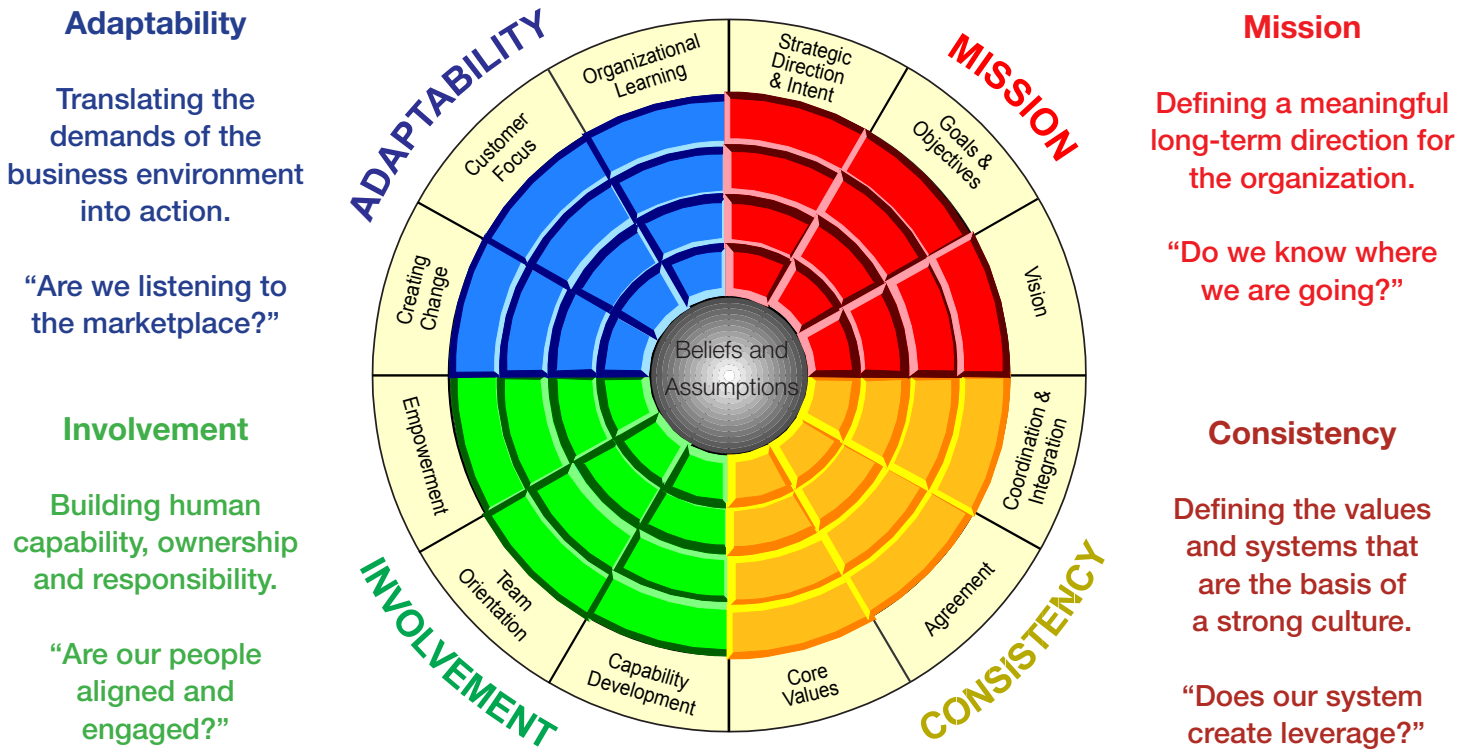 Adaptability
Translating the
demands of the
business environment
into action.
“Are we listening to
the marketplace?”
Involvement
Building human
capability, ownership
and responsibility.
“Are our people
aligned and
engaged?”
ADAPTABILITY
MISSION
INVOLVEMENT
CONSISTENCY
Organizational
Learning
Strategic
Direction
& Intent
Customer
Focus
Goals &
Objectives
Creating
Change
Vision
Beliefs and
Assumptions
Empowerment
Coordination &
Integration
Team
Orientation
Agreement
Capability
Development
Core
Values
Mission
Defining a meaningful
long-term direction for
the organization.
“Do we know where
we are going?”
Consistency
Defining the values
and systems that
are the basis of
a strong culture.
“Does our system
create leverage?”